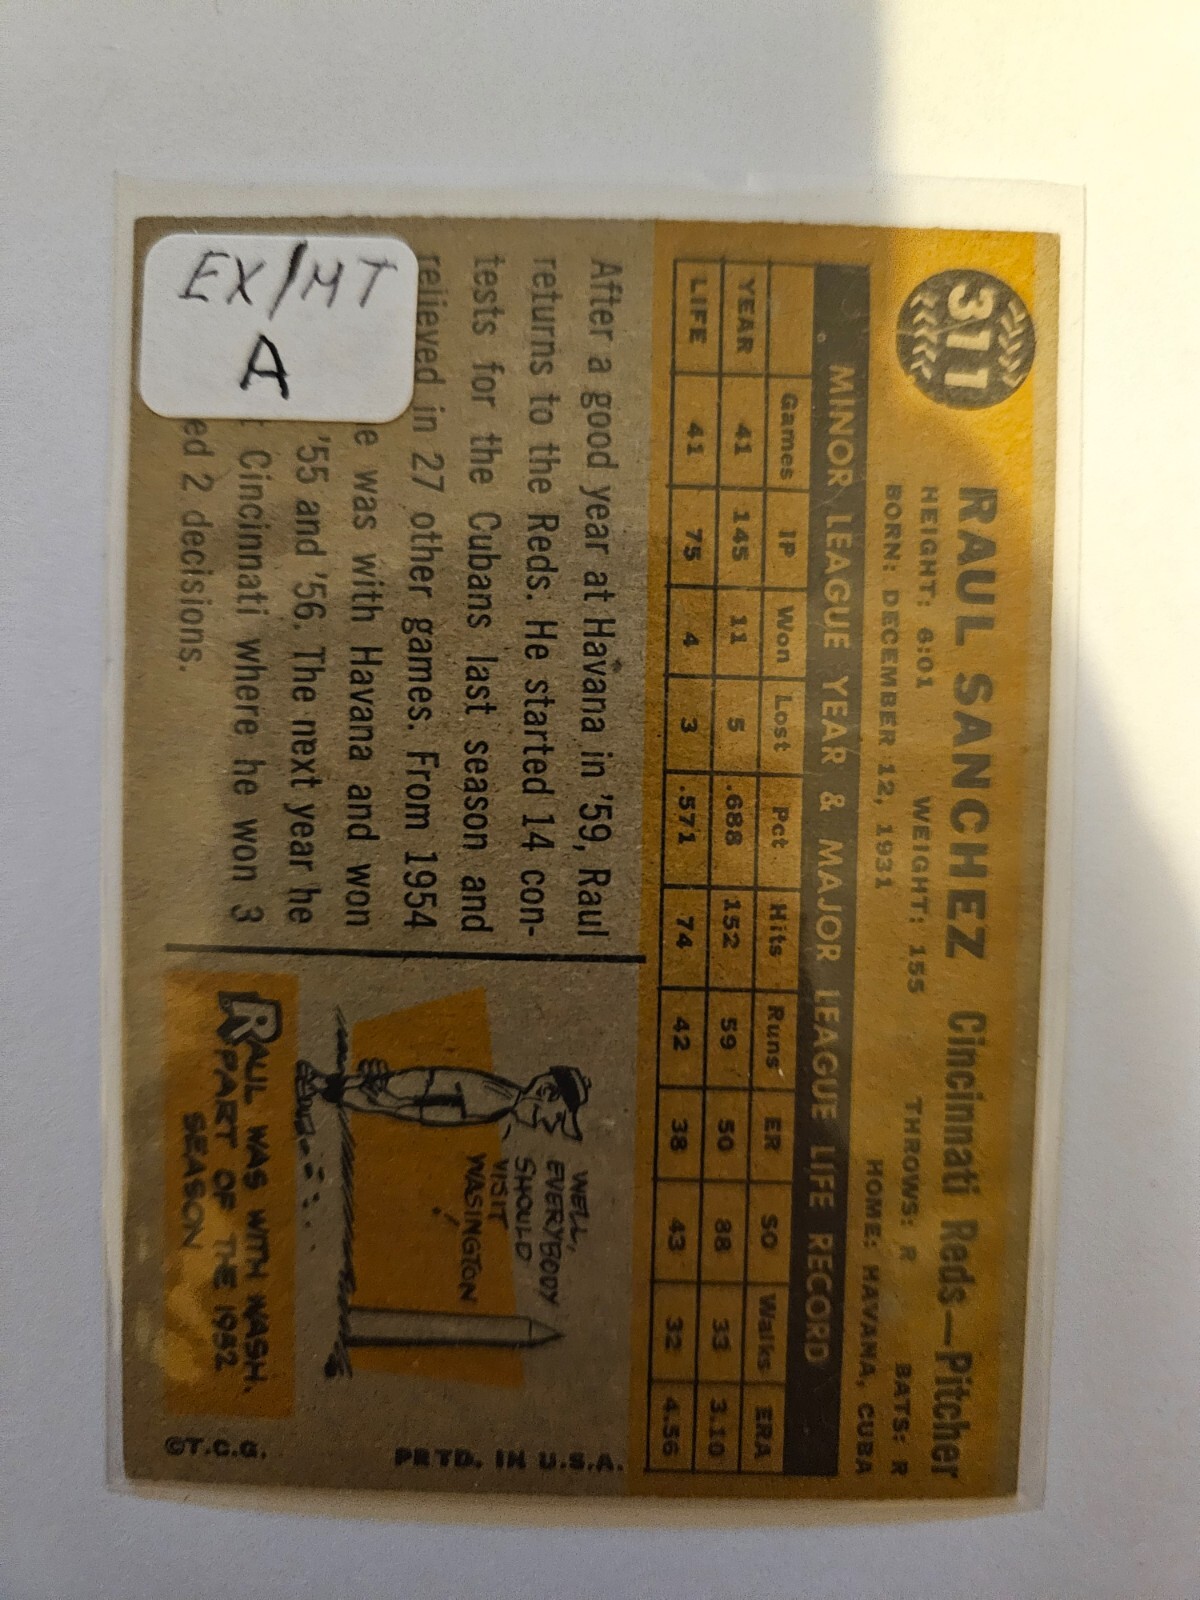 311
RAUL SANCHEZ Cincinnati Reds—Pitcher
HEIGHT: 6:01 WEIGHT: 155 THROWS: R BATS: R
BORN: DECEMBER 12, 1931 HOME: HAVANA, CUBA
MINOR LEAGUE YEAR & MAJOR LEAGUE LIFE RECORD
Games IP Won Lost Pct Hits Runs ER SO Walks ERA
YEAR 41 145 11 5 .688 152 59 50 88 33 3.10
LIFE 41 75 4 3 .571 74 42 38 43 32 4.56
After a good year at Havana in '59, Raul
returns to the Reds. He started 14 con-
tests for the Cubans last season and
relieved in 27 other games. From 1954
e was with Havana and won
'55 and '56. The next year he
Cincinnati where he won 3
ed 2 decisions.
EX/MT
A
WELL,
EVERYBODY
SHOULD
VISIT
WASINGTON
!
RAUL WAS WITH WASH.
PART OF THE 1952
SEASON
©T.C.G. PRTD. IN U.S.A.